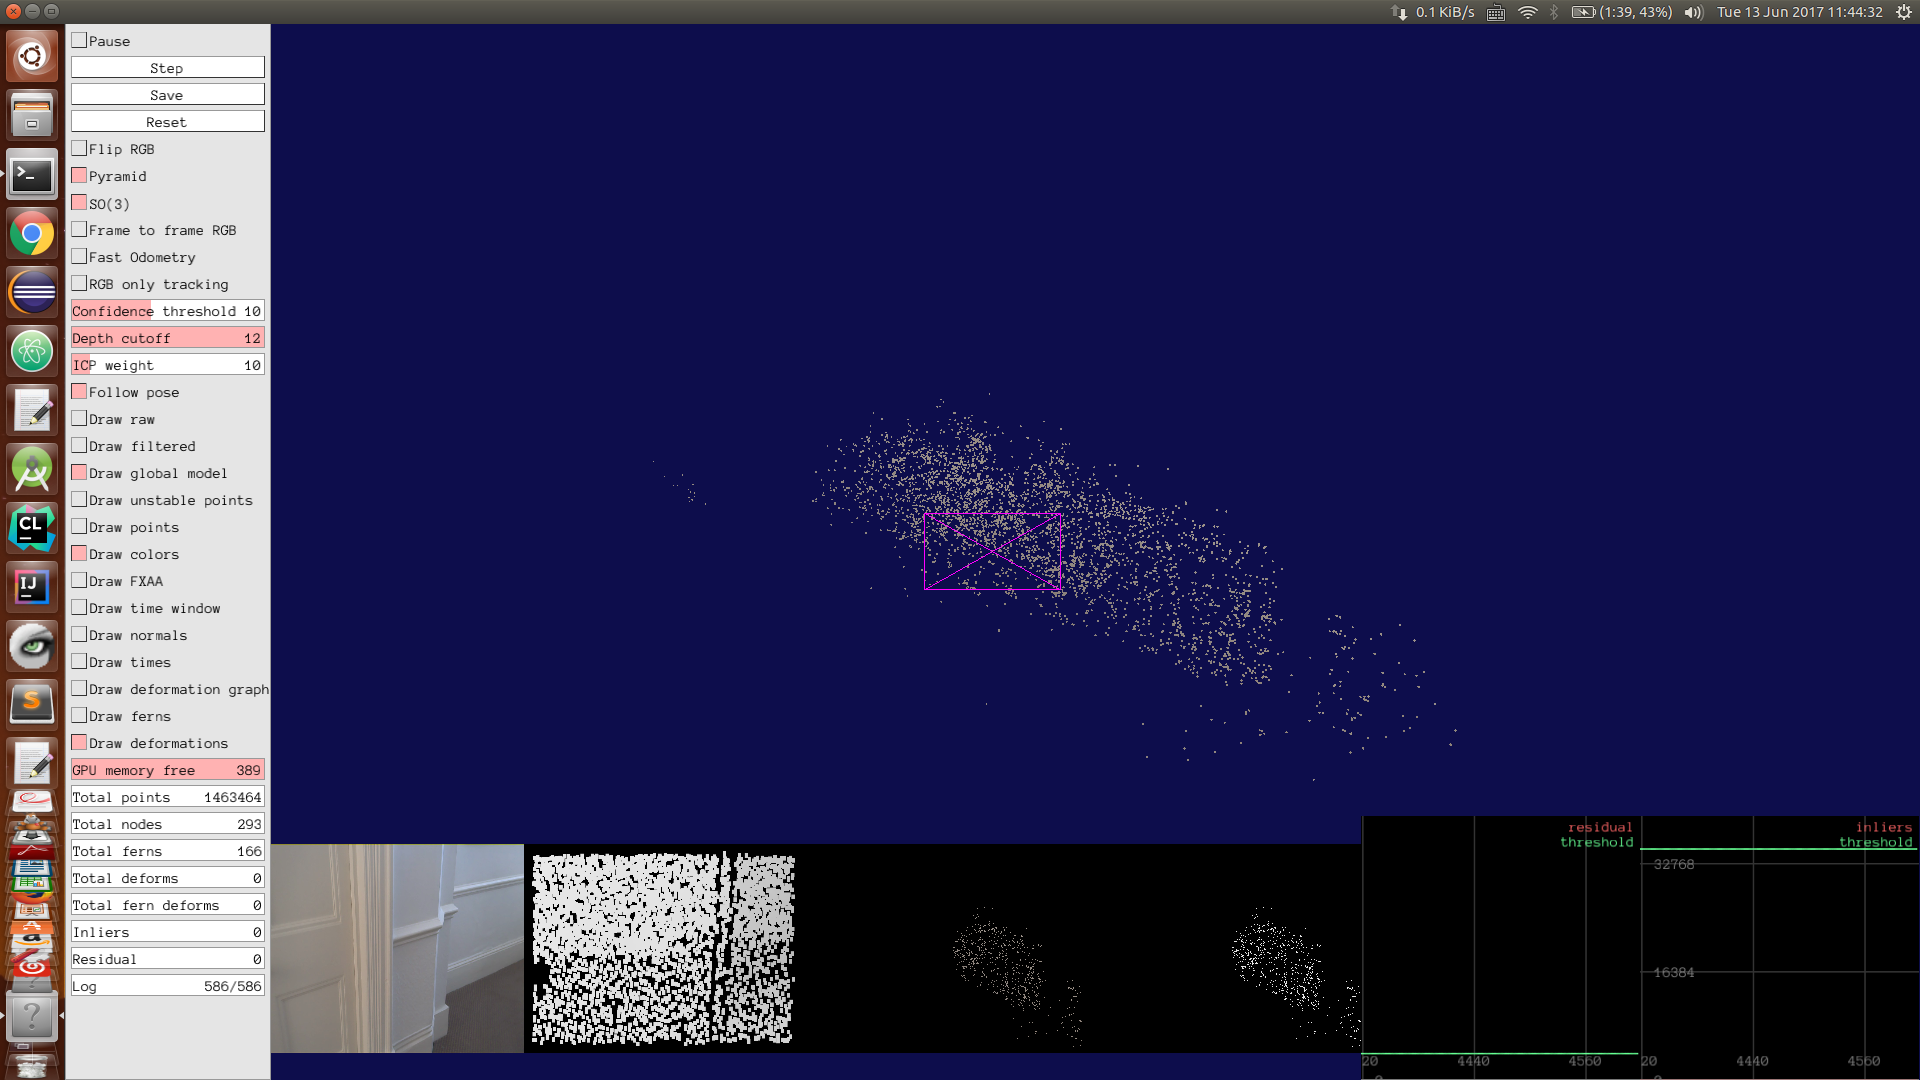 0.1 KiB/s
(1:39, 43%)
Tue 13 Jun 2017 11:44:32
Pause
Step
Save
Reset
Flip RGB
Pyramid
SO(3)
Frame to frame RGB
Fast Odometry
RGB only tracking
Confidence threshold 10
Depth cutoff 12
ICP weight 10
Follow pose
Draw raw
Draw filtered
Draw global model
Draw unstable points
Draw points
Draw colors
Draw FXAA
Draw time window
Draw normals
Draw times
Draw deformation graph
Draw ferns
Draw deformations
GPU memory free 389
Total points 1463464
Total nodes 293
Total ferns 166
Total deforms 0
Total fern deforms 0
Inliers 0
Residual 0
Log 586/586
>_
CL
IJ
S
a
?
residual
threshold
20 4440 4560
inliers
threshold
32768
16384
20 4440 4560